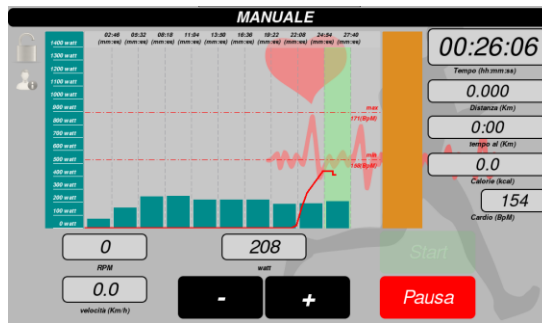 MANUALE
02:46 05:32 08:18 11:04 13:50 16:36 19:22 22:08 24:54 27:40
(mm:ss) (mm:ss) (mm:ss) (mm:ss) (mm:ss) (mm:ss) (mm:ss) (mm:ss) (mm:ss) (mm:ss)
1400 watt
1300 watt
1200 watt
1100 watt
1000 watt
900 watt
800 watt
700 watt
600 watt
500 watt
400 watt
300 watt
200 watt
100 watt
0 watt
max
171(BpM)
min
(BpM)
00:26:06
Tempo (hh:mm:ss)
0.000
Distanza (Km)
0:00
tempo al (Km)
0.0
Calorie (kcal)
154
Cardio (BpM)
0
RPM
208
watt
0.0
velocità (Km/h)
-
+
Start
Pausa